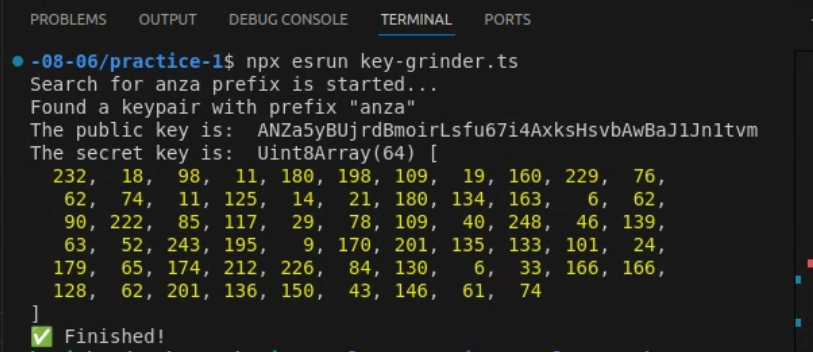 PROBLEMS OUTPUT DEBUG CONSOLE TERMINAL PORTS
-08-06/practice-1$ npx esrun key-grinder.ts
Search for anza prefix is started...
Found a keypair with prefix "anza"
The public key is:  ANZa5yBUjrdBmoirLsfu67i4AxksHsvbAwBaJ1Jn1tvm
The secret key is:  Uint8Array(64) [
232,  18,  98,  11, 180, 198, 109,  19, 160, 229,  76,
62,  74,  11, 125,  14,  21, 180, 134, 163,   6,  62,
90, 222,  85, 117,  29,  78, 109,  40, 248,  46, 139,
63,  52, 243, 195,   9, 170, 201, 135, 133, 101,  24,
179,  65, 174, 212, 226,  84, 130,   6,  33, 166, 166,
128,  62, 201, 136, 150,  43, 146,  61,  74
]
✅ Finished!